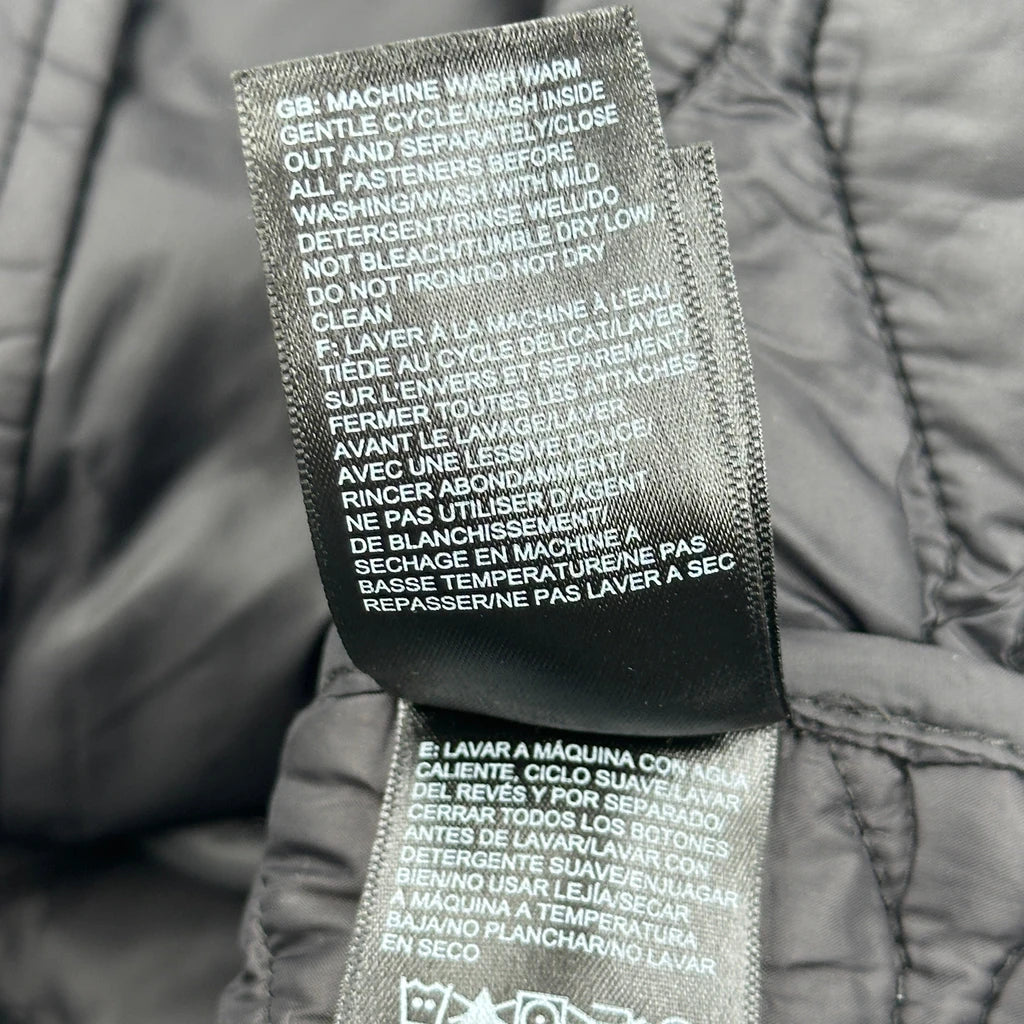 GB: MACHINE WASH WARM
GENTLE CYCLE/WASH INSIDE
OUT AND SEPARATELY/CLOSE
ALL FASTENERS BEFORE
WASHING/WASH WITH MILD
DETERGENT/RINSE WELL/DO
NOT BLEACH/TUMBLE DRY LOW/
DO NOT IRON/DO NOT DRY
CLEAN
F: LAVER À LA MACHINE À L'EAU
TIÈDE AU CYCLE DÉLICAT/LAVER
SUR L'ENVERS ET SEPAREMENT/
FERMER TOUTES LES ATTACHES
AVANT LE LAVAGE/LAVER
AVEC UNE LESSIVE DOUCE/
RINCER ABONDAMMENT/
NE PAS UTILISER D'AGENT
DE BLANCHISSEMENT/
SECHAGE EN MACHINE A
BASSE TEMPERATURE/NE PAS
REPASSER/NE PAS LAVER A SEC
E: LAVAR A MÁQUINA CON AGUA
CALIENTE, CICLO SUAVE/LAVAR
DEL REVÉS Y POR SEPARADO/
CERRAR TODOS LOS BOTONES
ANTES DE LAVAR/LAVAR CON
DETERGENTE SUAVE/ENJUAGAR
BIEN/NO USAR LEJÍA/SECAR
A MÁQUINA A TEMPERATURA
BAJA/NO PLANCHAR/NO LAVAR
EN SECO